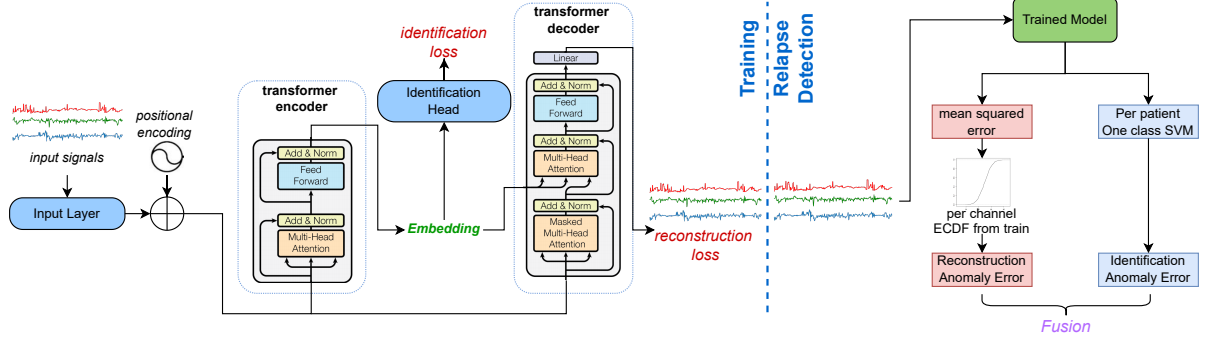 input signals
positional
encoding
Input Layer
transformer
encoder
Add & Norm
Feed
Forward
Add & Norm
Multi-Head
Attention
identification
loss
Identification
Head
Embedding
transformer
decoder
Linear
Add & Norm
Feed
Forward
Add & Norm
Multi-Head
Attention
Add & Norm
Masked
Multi-Head
Attention
reconstruction
loss
Training
Relapse
Detection
Trained Model
mean squared
error
per channel
ECDF from train
Reconstruction
Anomaly Error
Per patient
One class SVM
Identification
Anomaly Error
Fusion